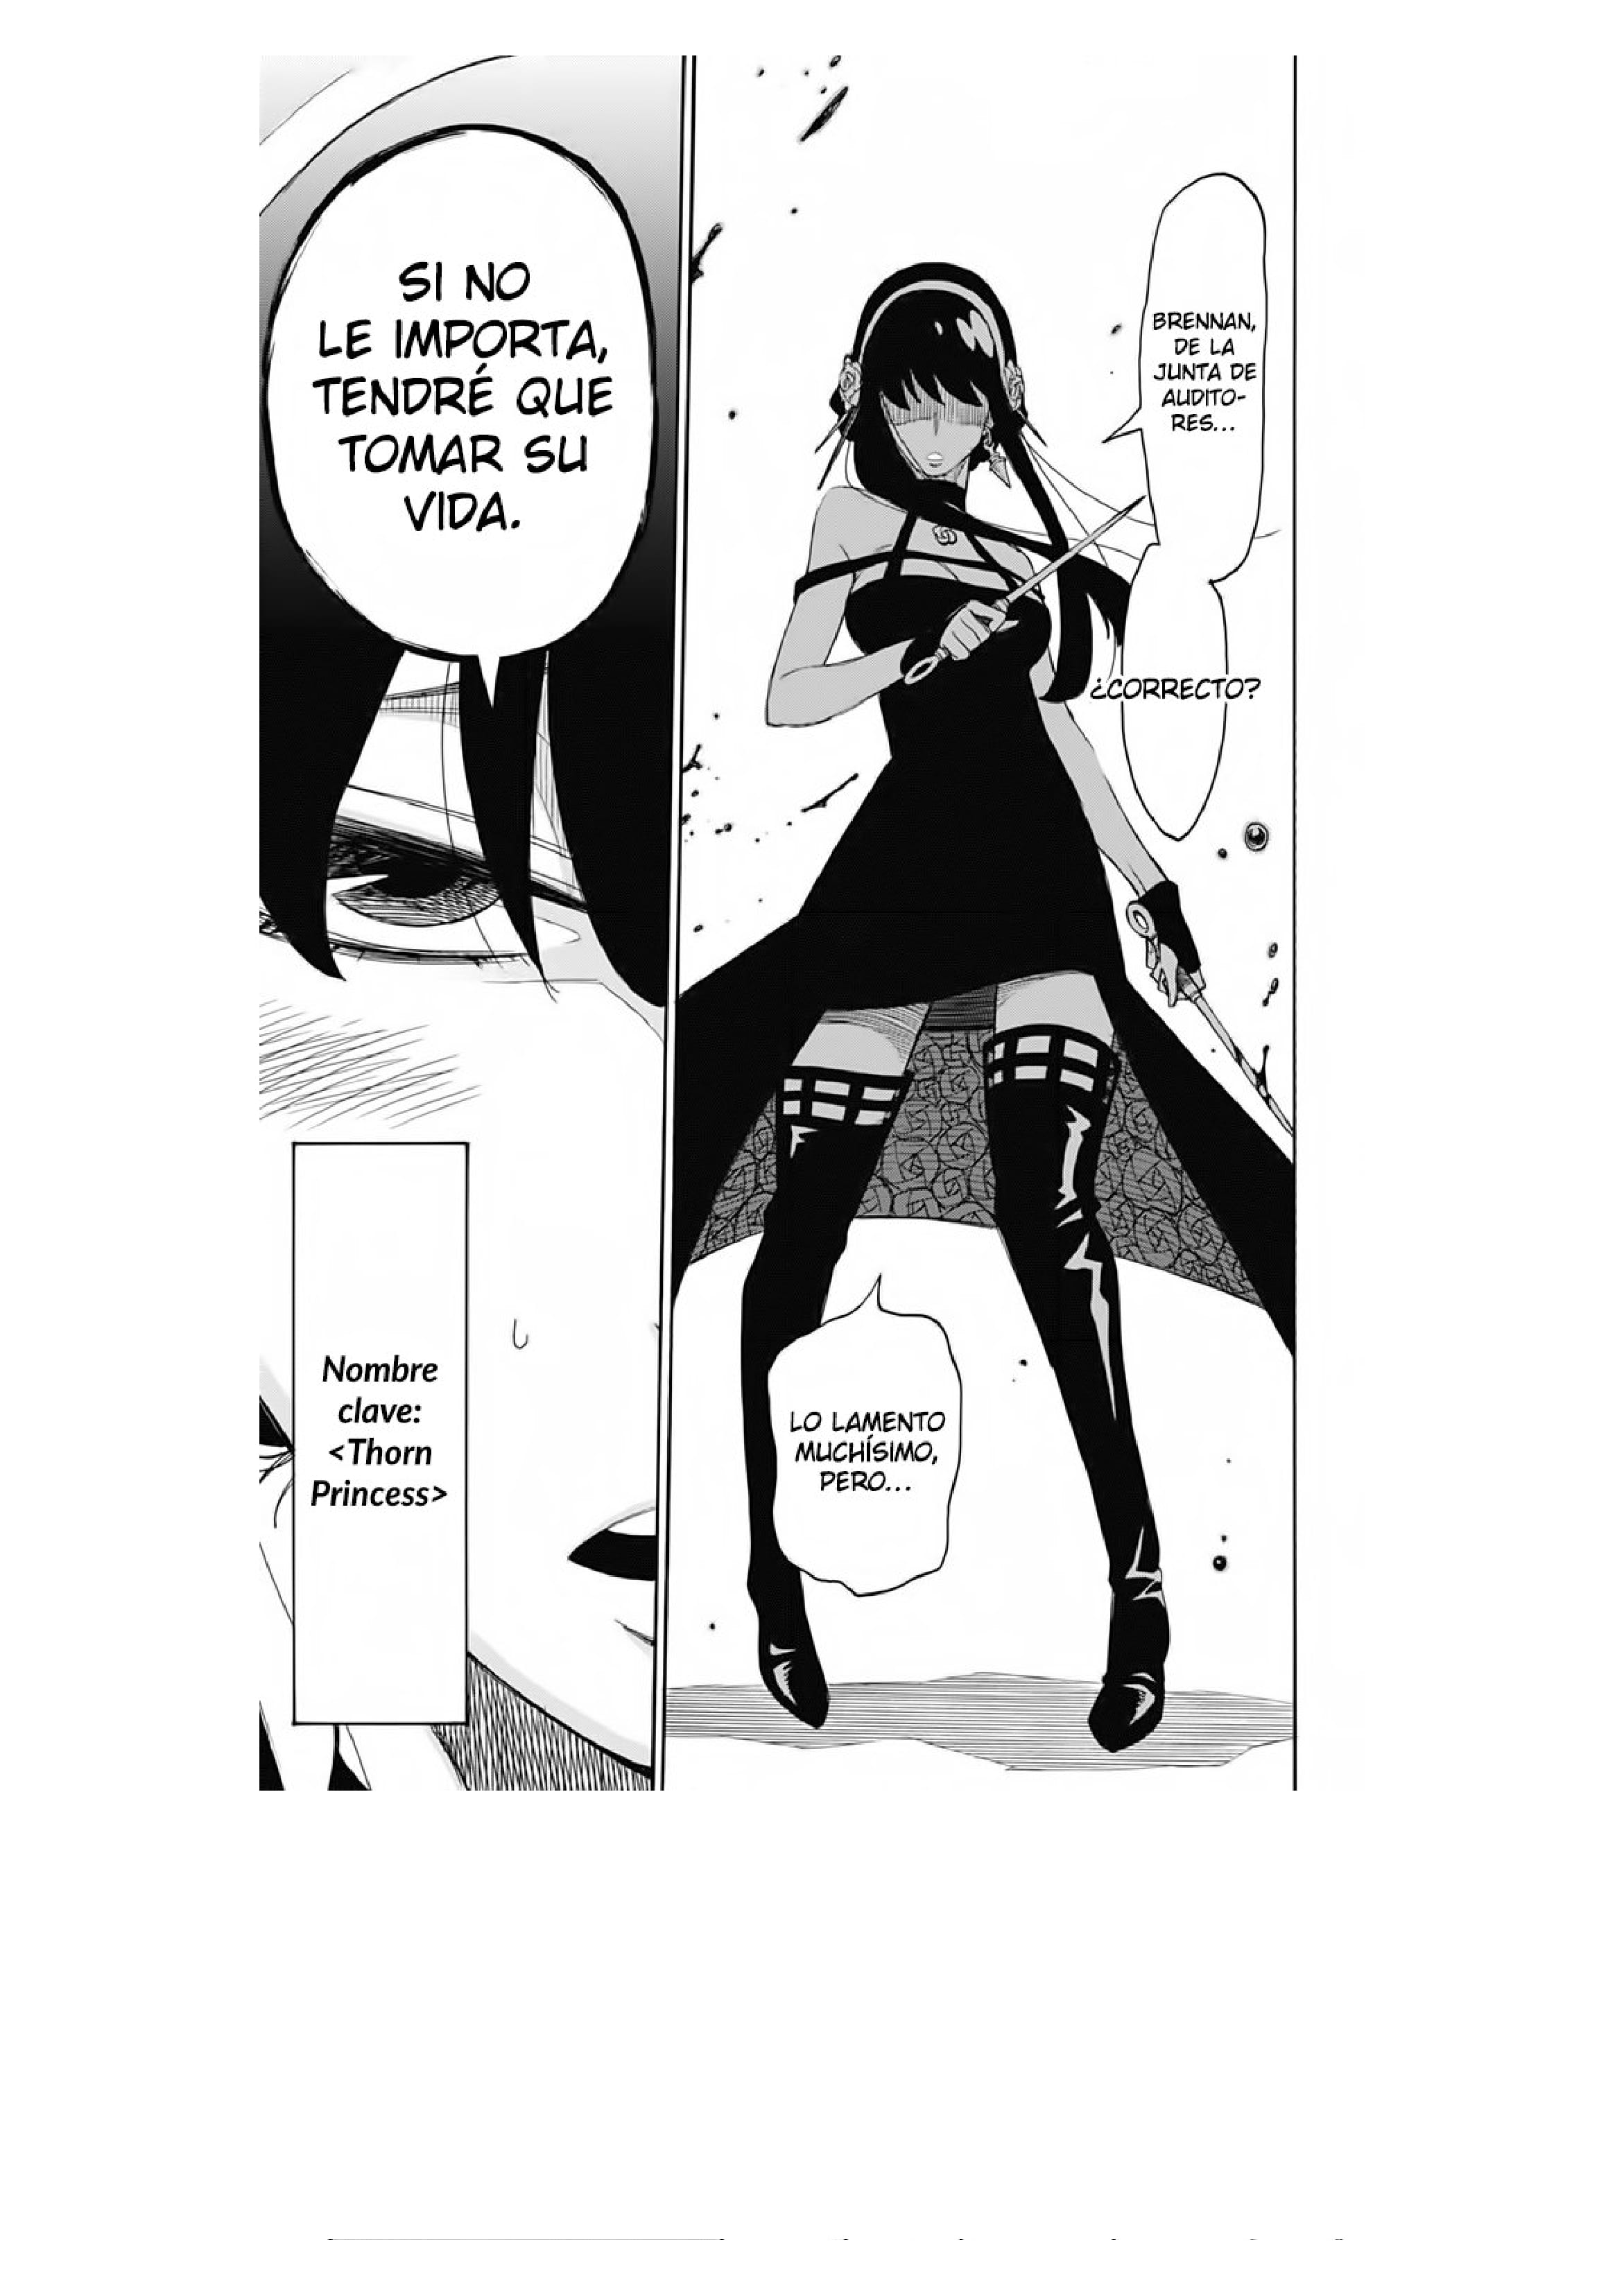 BRENNAN,
DE LA
JUNTA DE
AUDITO-
RES...
¿CORRECTO?
LO LAMENTO
MUCHÍSIMO,
PERO...
SI NO
LE IMPORTA,
TENDRÉ QUE
TOMAR SU
VIDA.
Nombre
clave:
<Thorn
Princess>